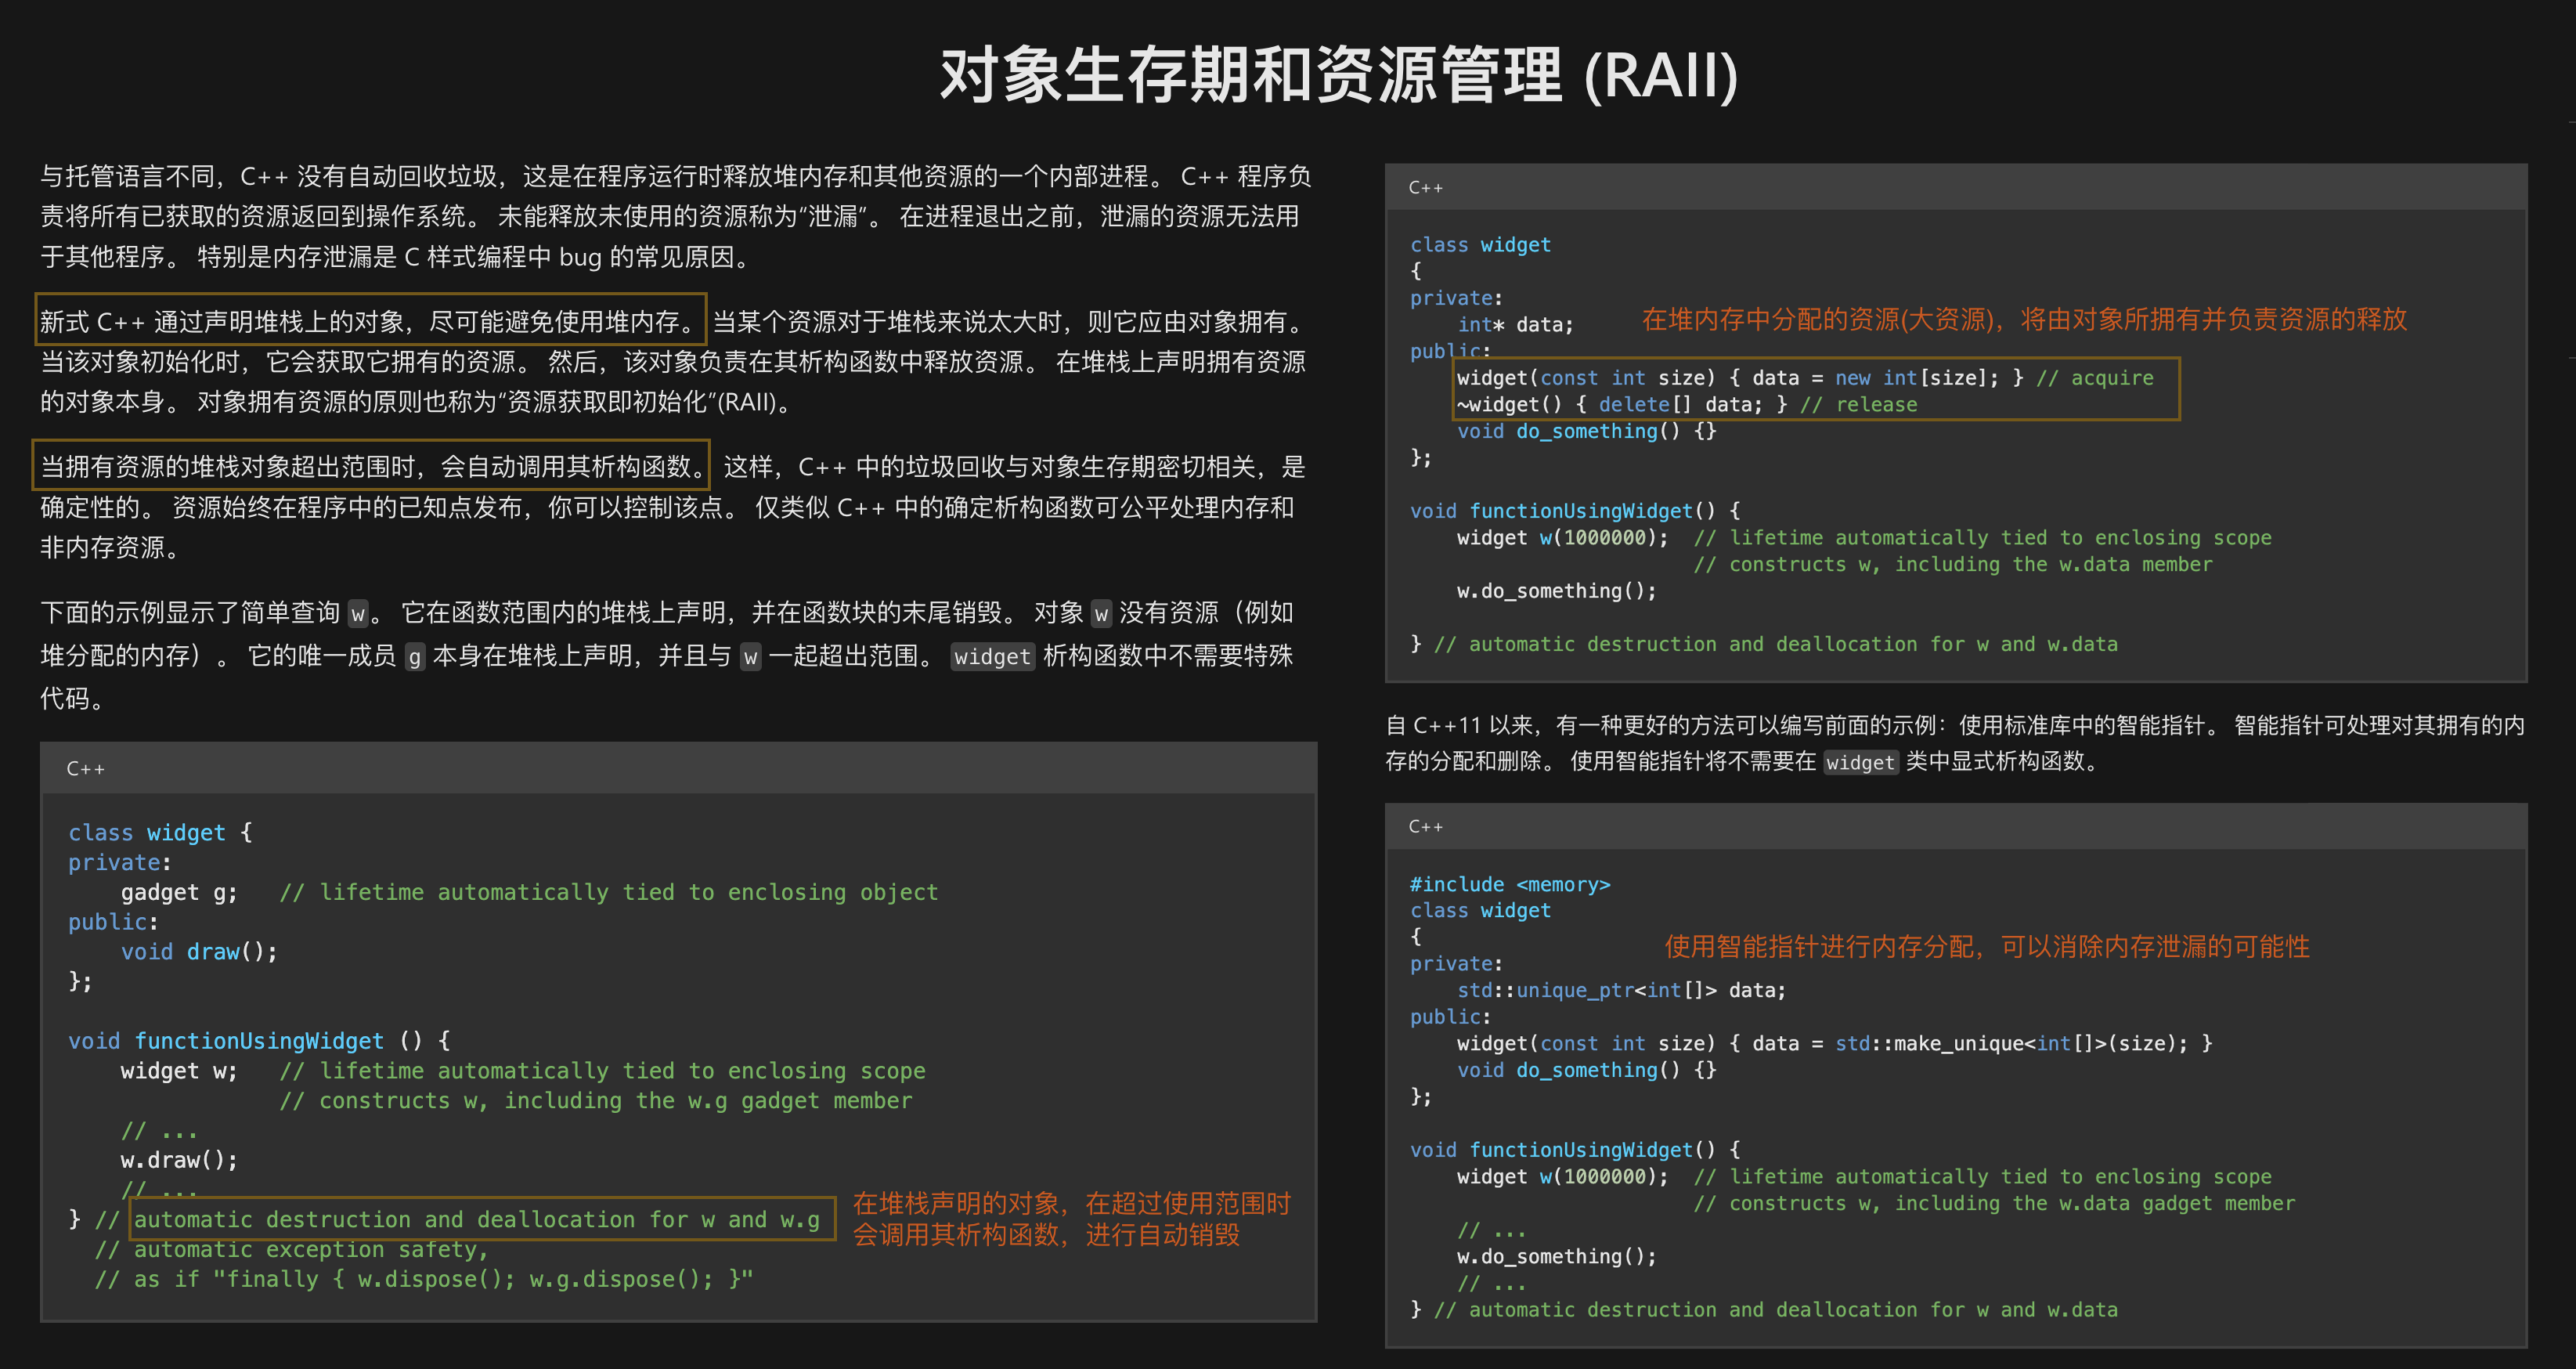 对象生存期和资源管理 (RAII)
与托管语言不同，C++ 没有自动回收垃圾，这是在程序运行时释放堆内存和其他资源的一个内部进程。 C++ 程序负
责将所有已获取的资源返回到操作系统。 未能释放未使用的资源称为“泄漏”。 在进程退出之前，泄漏的资源无法用
于其他程序。 特别是内存泄漏是 C 样式编程中 bug 的常见原因。
新式 C++ 通过声明堆栈上的对象，尽可能避免使用堆内存。 当某个资源对于堆栈来说太大时，则它应由对象拥有。
当该对象初始化时，它会获取它拥有的资源。 然后，该对象负责在其析构函数中释放资源。 在堆栈上声明拥有资源
的对象本身。 对象拥有资源的原则也称为“资源获取即初始化”(RAII)。
当拥有资源的堆栈对象超出范围时，会自动调用其析构函数。 这样，C++ 中的垃圾回收与对象生存期密切相关，是
确定性的。 资源始终在程序中的已知点发布，你可以控制该点。 仅类似 C++ 中的确定析构函数可公平处理内存和
非内存资源。
下面的示例显示了简单查询 w。 它在函数范围内的堆栈上声明，并在函数块的末尾销毁。 对象 w 没有资源（例如
堆分配的内存）。 它的唯一成员 g 本身在堆栈上声明，并且与 w 一起超出范围。 widget 析构函数中不需要特殊
代码。
C++
class widget {
private:
    gadget g;   // lifetime automatically tied to enclosing object
public:
    void draw();
};
void functionUsingWidget () {
    widget w;   // lifetime automatically tied to enclosing scope
                // constructs w, including the w.g gadget member
    // ...
    w.draw();
    // ...
} // automatic destruction and deallocation for w and w.g
  // automatic exception safety,
  // as if "finally { w.dispose(); w.g.dispose(); }"
在堆栈声明的对象，在超过使用范围时
会调用其析构函数，进行自动销毁
C++
class widget
{
private:
    int* data;
在堆内存中分配的资源(大资源)，将由对象所拥有并负责资源的释放
public:
    widget(const int size) { data = new int[size]; } // acquire
    ~widget() { delete[] data; } // release
    void do_something() {}
};
void functionUsingWidget() {
    widget w(1000000);  // lifetime automatically tied to enclosing scope
                        // constructs w, including the w.data member
    w.do_something();
} // automatic destruction and deallocation for w and w.data
自 C++11 以来，有一种更好的方法可以编写前面的示例：使用标准库中的智能指针。 智能指针可处理对其拥有的内
存的分配和删除。 使用智能指针将不需要在 widget 类中显式析构函数。
C++
#include <memory>
class widget
{
使用智能指针进行内存分配，可以消除内存泄漏的可能性
private:
    std::unique_ptr<int[]> data;
public:
    widget(const int size) { data = std::make_unique<int[]>(size); }
    void do_something() {}
};
void functionUsingWidget() {
    widget w(1000000);  // lifetime automatically tied to enclosing scope
                        // constructs w, including the w.data gadget member
    // ...
    w.do_something();
    // ...
} // automatic destruction and deallocation for w and w.data